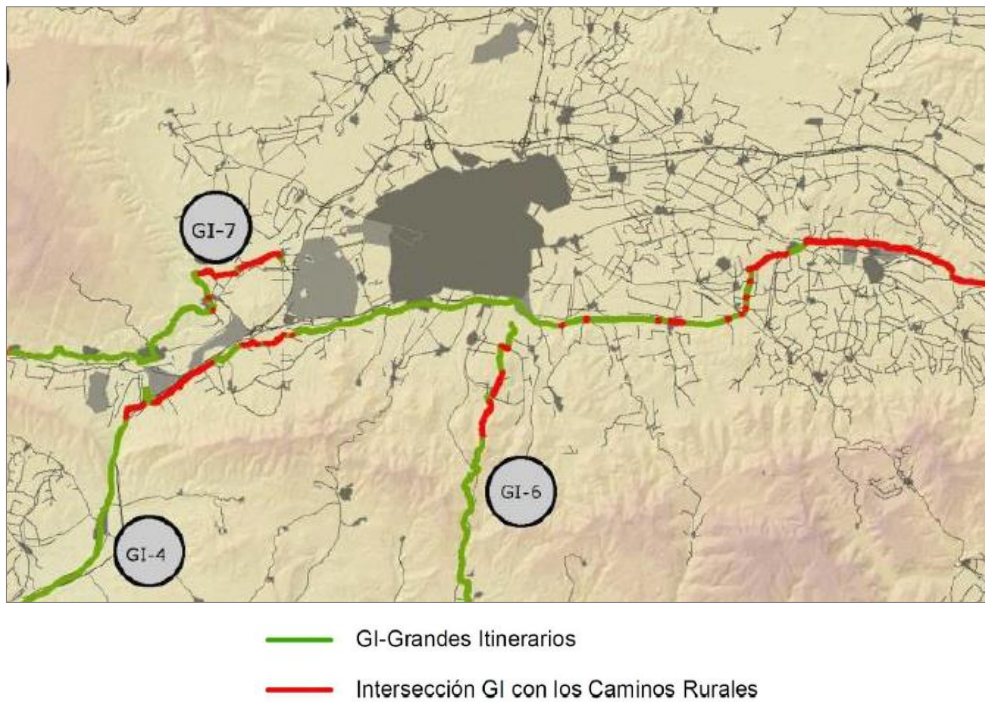 GI-7
GI-6
GI-4
GI-Grandes Itinerarios
Intersección GI con los Caminos Rurales